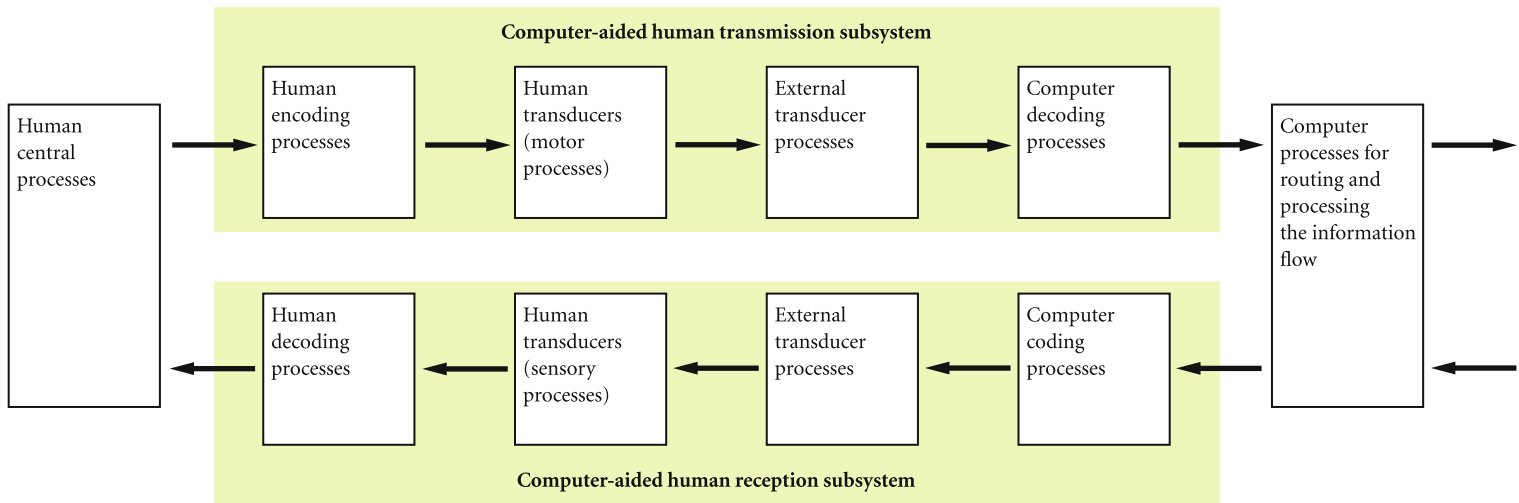 Computer-aided human transmission subsystem
Human
central
processes
Human
encoding
processes
Human
transducers
(motor
processes)
External
transducer
processes
Computer
decoding
processes
Computer
processes for
routing and
processing
the information
flow
Human
decoding
processes
Human
transducers
(sensory
processes)
External
transducer
processes
Computer
coding
processes
Computer-aided human reception subsystem